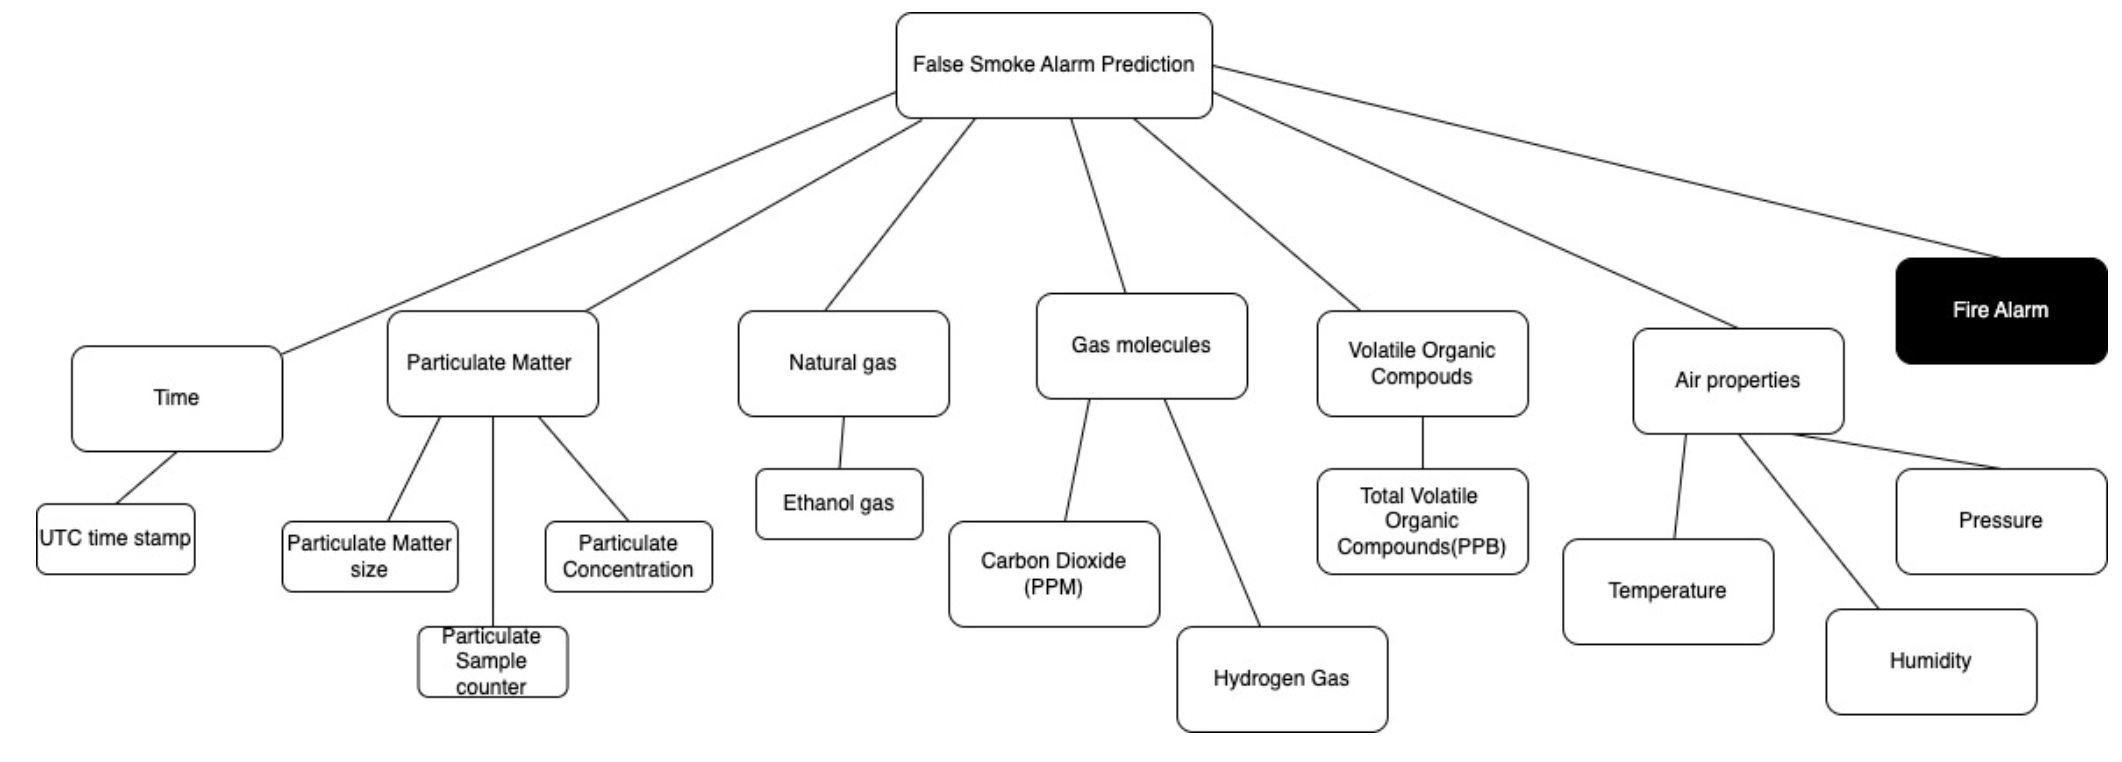 False Smoke Alarm Prediction
Fire Alarm
Time
Particulate Matter
Natural gas
Gas molecules
Volatile Organic
Compouds
Air properties
UTC time stamp
Particulate Matter
size
Particulate
Sample
counter
Particulate
Concentration
Ethanol gas
Carbon Dioxide
(PPM)
Hydrogen Gas
Total Volatile
Organic
Compounds(PPB)
Temperature
Humidity
Pressure